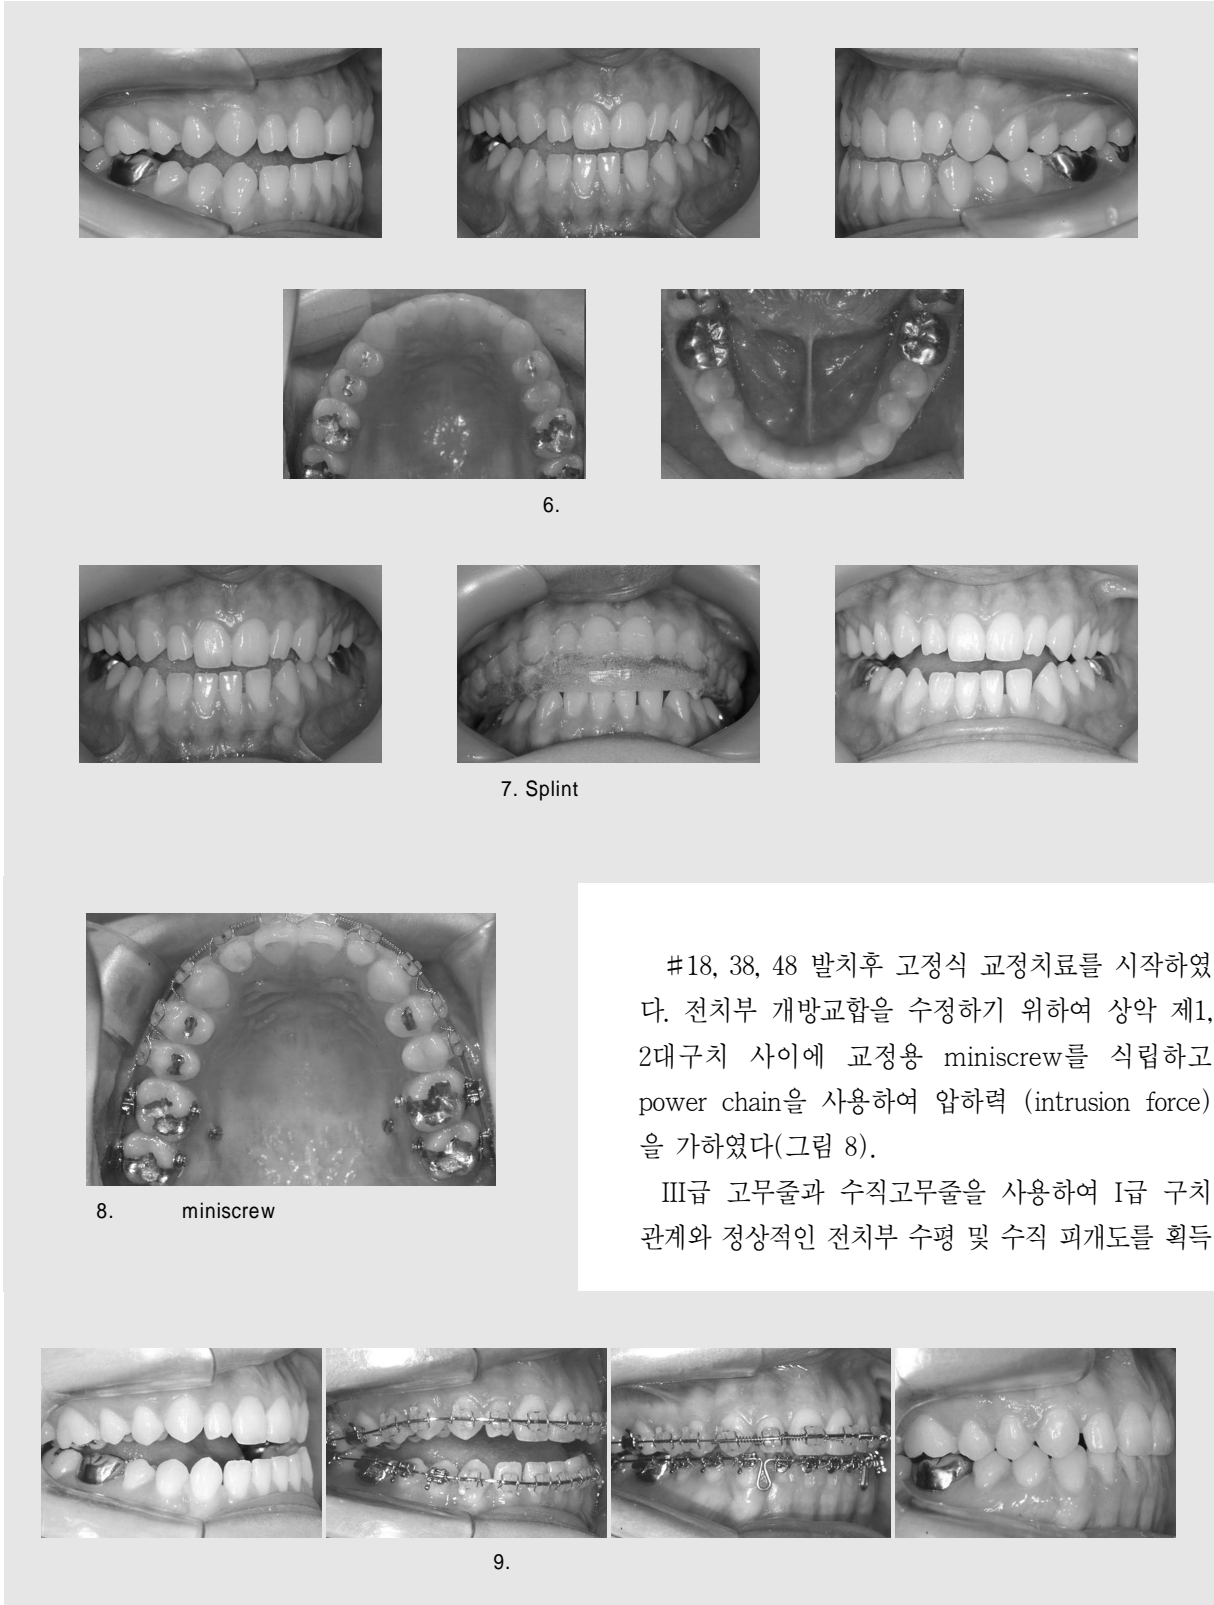 6.
7. Splint
8. miniscrew
#18, 38, 48 발치후 고정식 교정치료를 시작하였
다. 전치부 개방교합을 수정하기 위하여 상악 제1,
2대구치 사이에 교정용 miniscrew를 식립하고
power chain을 사용하여 압하력 (intrusion force)
을 가하였다(그림 8).
III급 고무줄과 수직고무줄을 사용하여 I급 구치
관계와 정상적인 전치부 수평 및 수직 피개도를 획득
9.